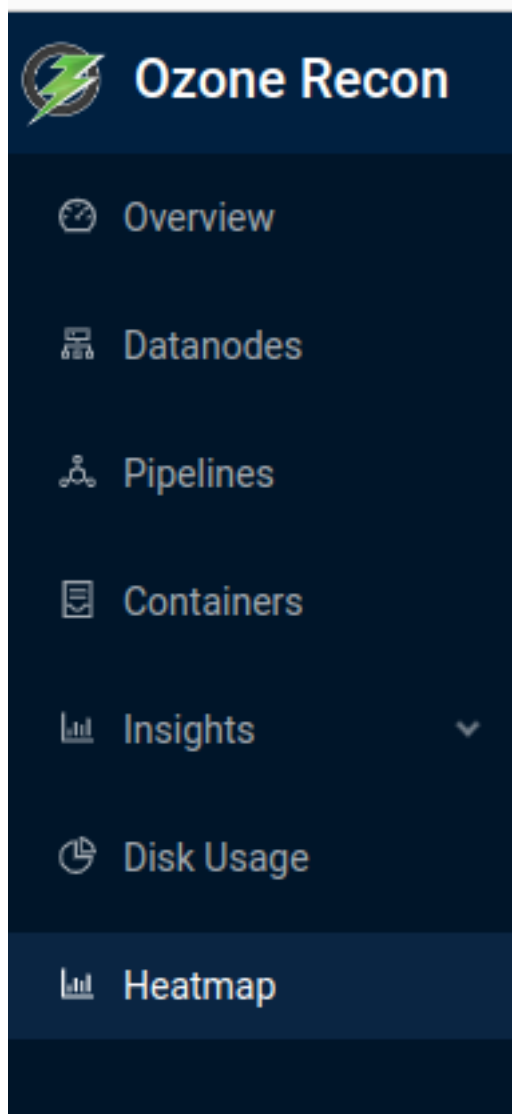 Ozone Recon
Overview
Datanodes
Pipelines
Containers
Insights
Disk Usage
Heatmap